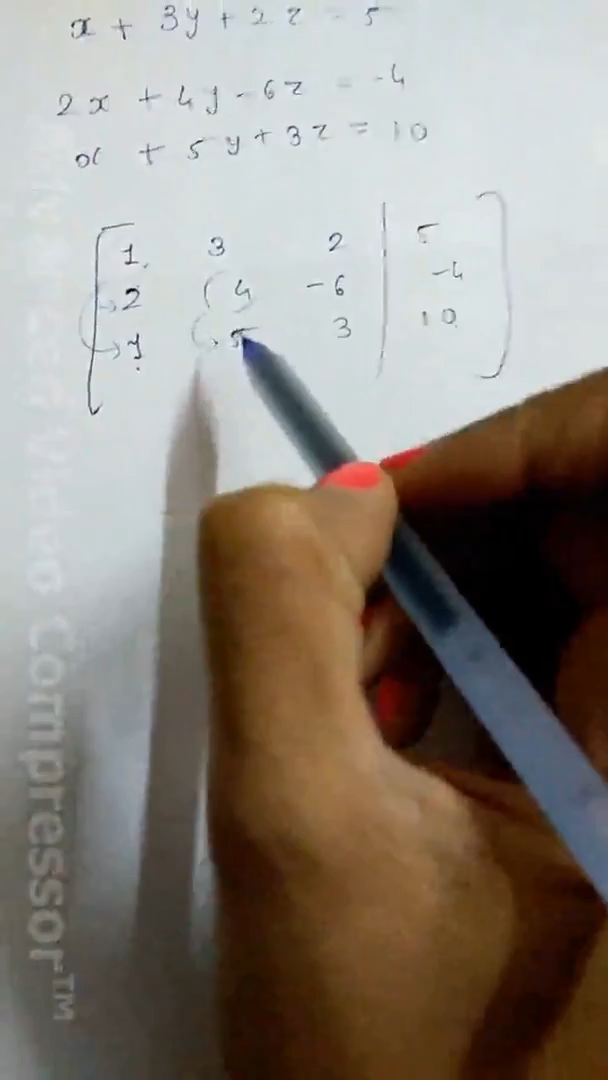 x + 3y + 2z = 5
2x + 4y - 6z = -4
x + 5y + 3z = 10
1 3 2 5
2 4 -6 -4
1 5 3 10
Video Compressor™